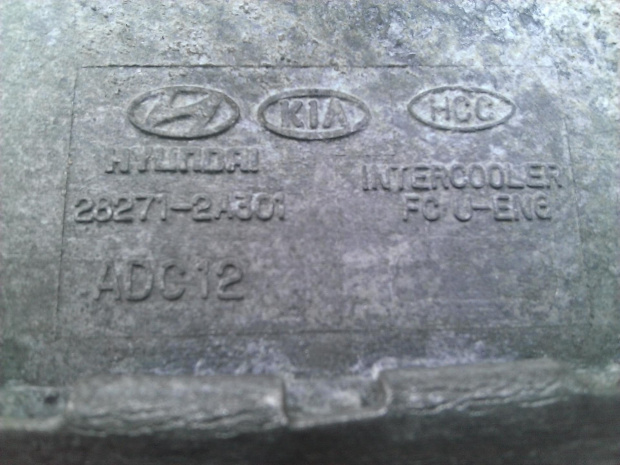 KIA HCC
HYUNDAI INTERCOOLER
28271-2A301 FC U-ENG
ADC12